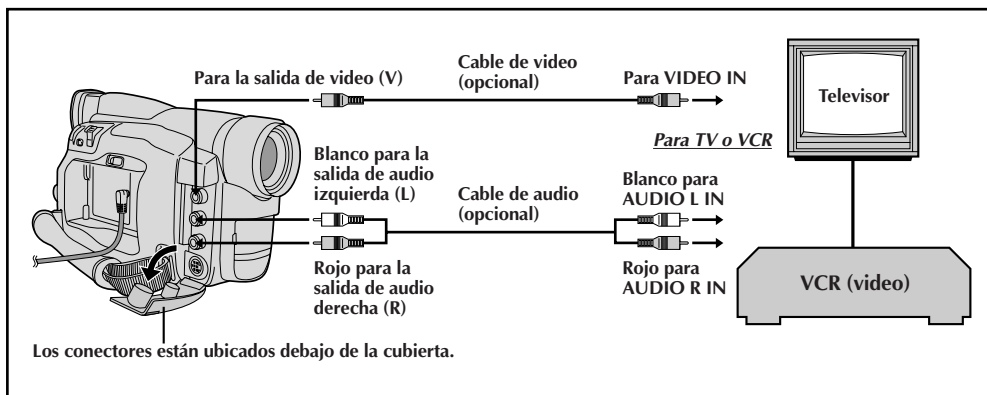 Para la salida de video (V)
Cable de video
(opcional)
Para VIDEO IN
Televisor
Para TV o VCR
Blanco para la
salida de audio
izquierda (L)
Cable de audio
(opcional)
Blanco para
AUDIO L IN
Rojo para la
salida de audio
derecha (R)
Rojo para
AUDIO R IN
VCR (video)
Los conectores están ubicados debajo de la cubierta.